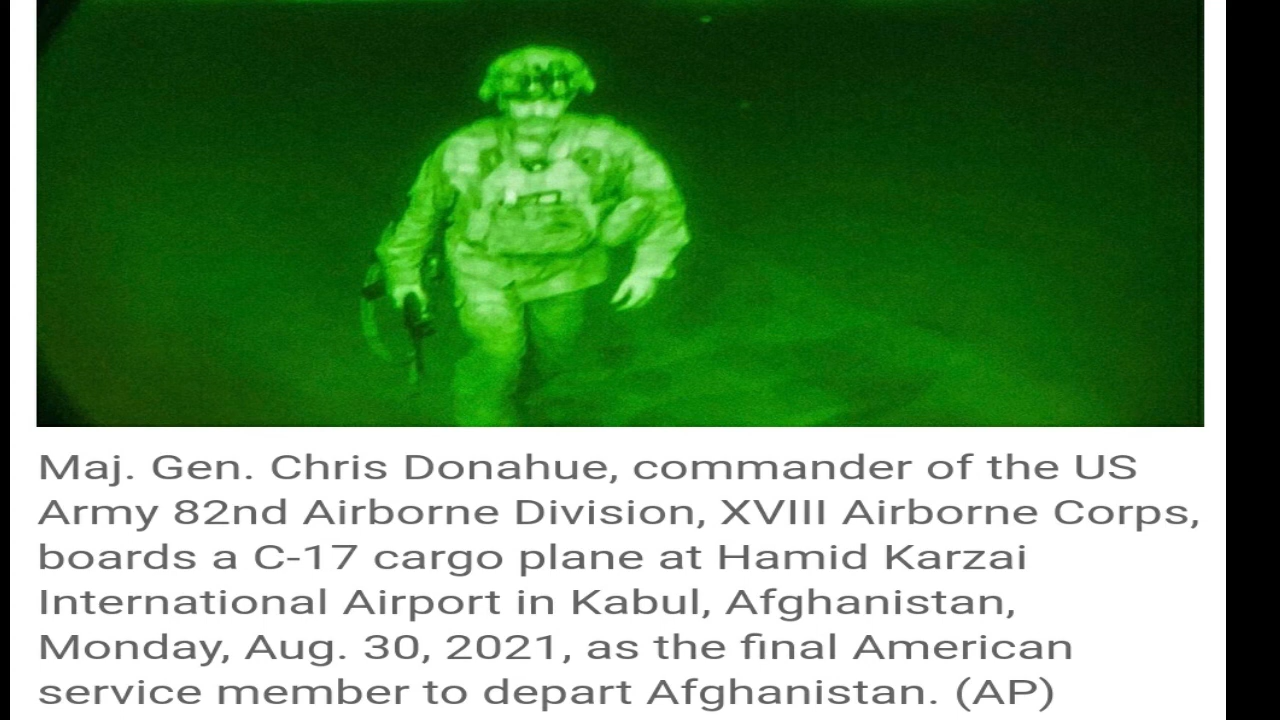 Maj. Gen. Chris Donahue, commander of the US
Army 82nd Airborne Division, XVIII Airborne Corps,
boards a C-17 cargo plane at Hamid Karzai
International Airport in Kabul, Afghanistan,
Monday, Aug. 30, 2021, as the final American
service member to depart Afghanistan. (AP)